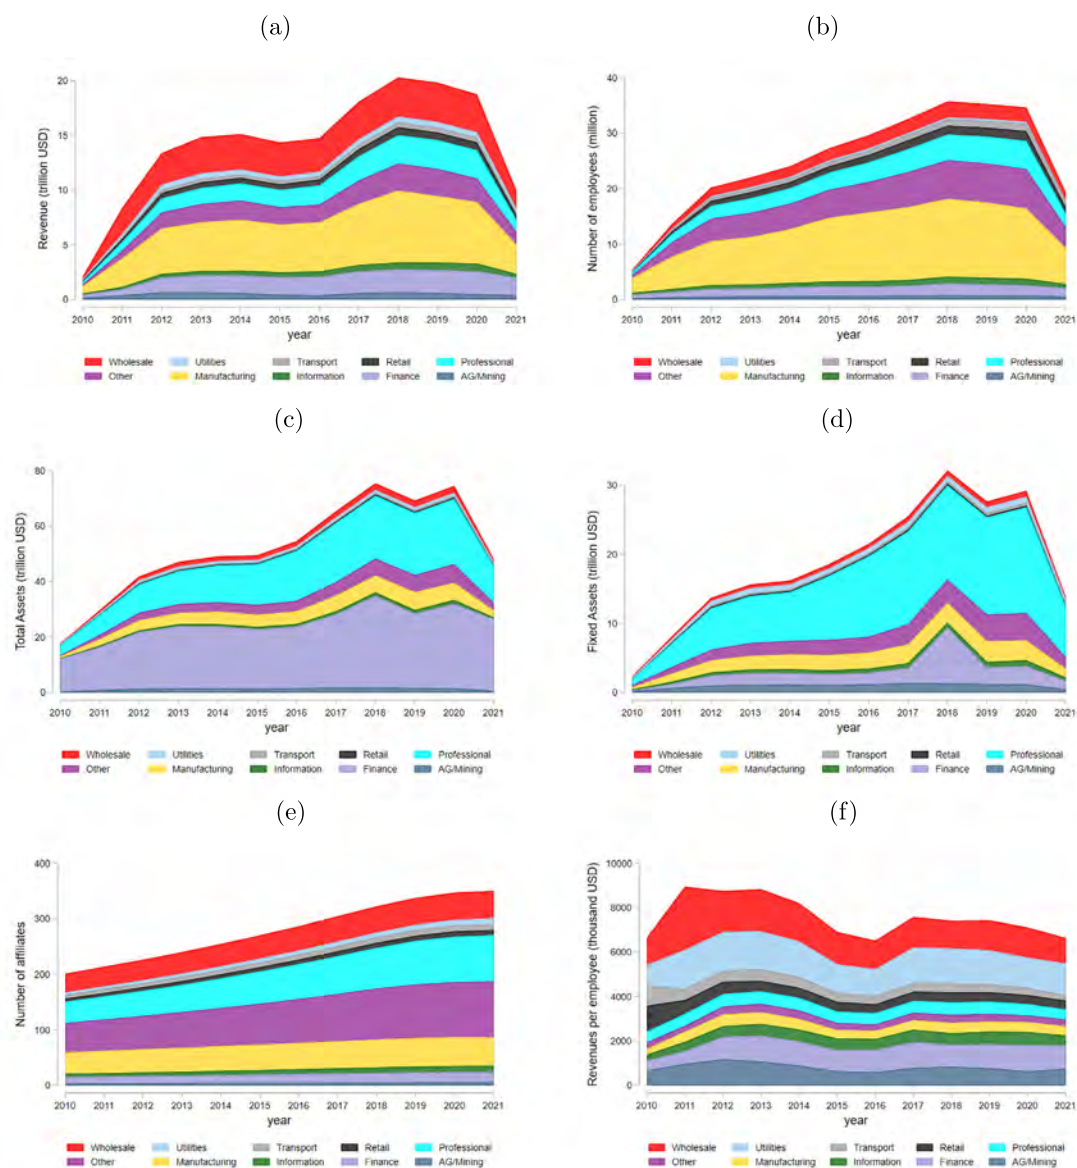 (a)
Revenue (trillion USD)
20
15
10
5
0
2010 2011 2012 2013 2014 2015 2016 2017 2018 2019 2020 2021
year
Wholesale Utilities Transport Retail Professional
Other Manufacturing Information Finance AG/Mining
(b)
Number of employees (million)
40
30
20
10
0
2010 2011 2012 2013 2014 2015 2016 2017 2018 2019 2020 2021
year
Wholesale Utilities Transport Retail Professional
Other Manufacturing Information Finance AG/Mining
(c)
Total Assets (trillion USD)
80
60
40
20
0
2010 2011 2012 2013 2014 2015 2016 2017 2018 2019 2020 2021
year
Wholesale Utilities Transport Retail Professional
Other Manufacturing Information Finance AG/Mining
(d)
Fixed Assets (trillion USD)
30
20
10
0
2010 2011 2012 2013 2014 2015 2016 2017 2018 2019 2020 2021
year
Wholesale Utilities Transport Retail Professional
Other Manufacturing Information Finance AG/Mining
(e)
Number of affiliates
400
300
200
100
0
2010 2011 2012 2013 2014 2015 2016 2017 2018 2019 2020 2021
year
Wholesale Utilities Transport Retail Professional
Other Manufacturing Information Finance AG/Mining
(f)
Revenues per employee (thousand USD)
10000
8000
6000
4000
2000
0
2010 2011 2012 2013 2014 2015 2016 2017 2018 2019 2020 2021
year
Wholesale Utilities Transport Retail Professional
Other Manufacturing Information Finance AG/Mining